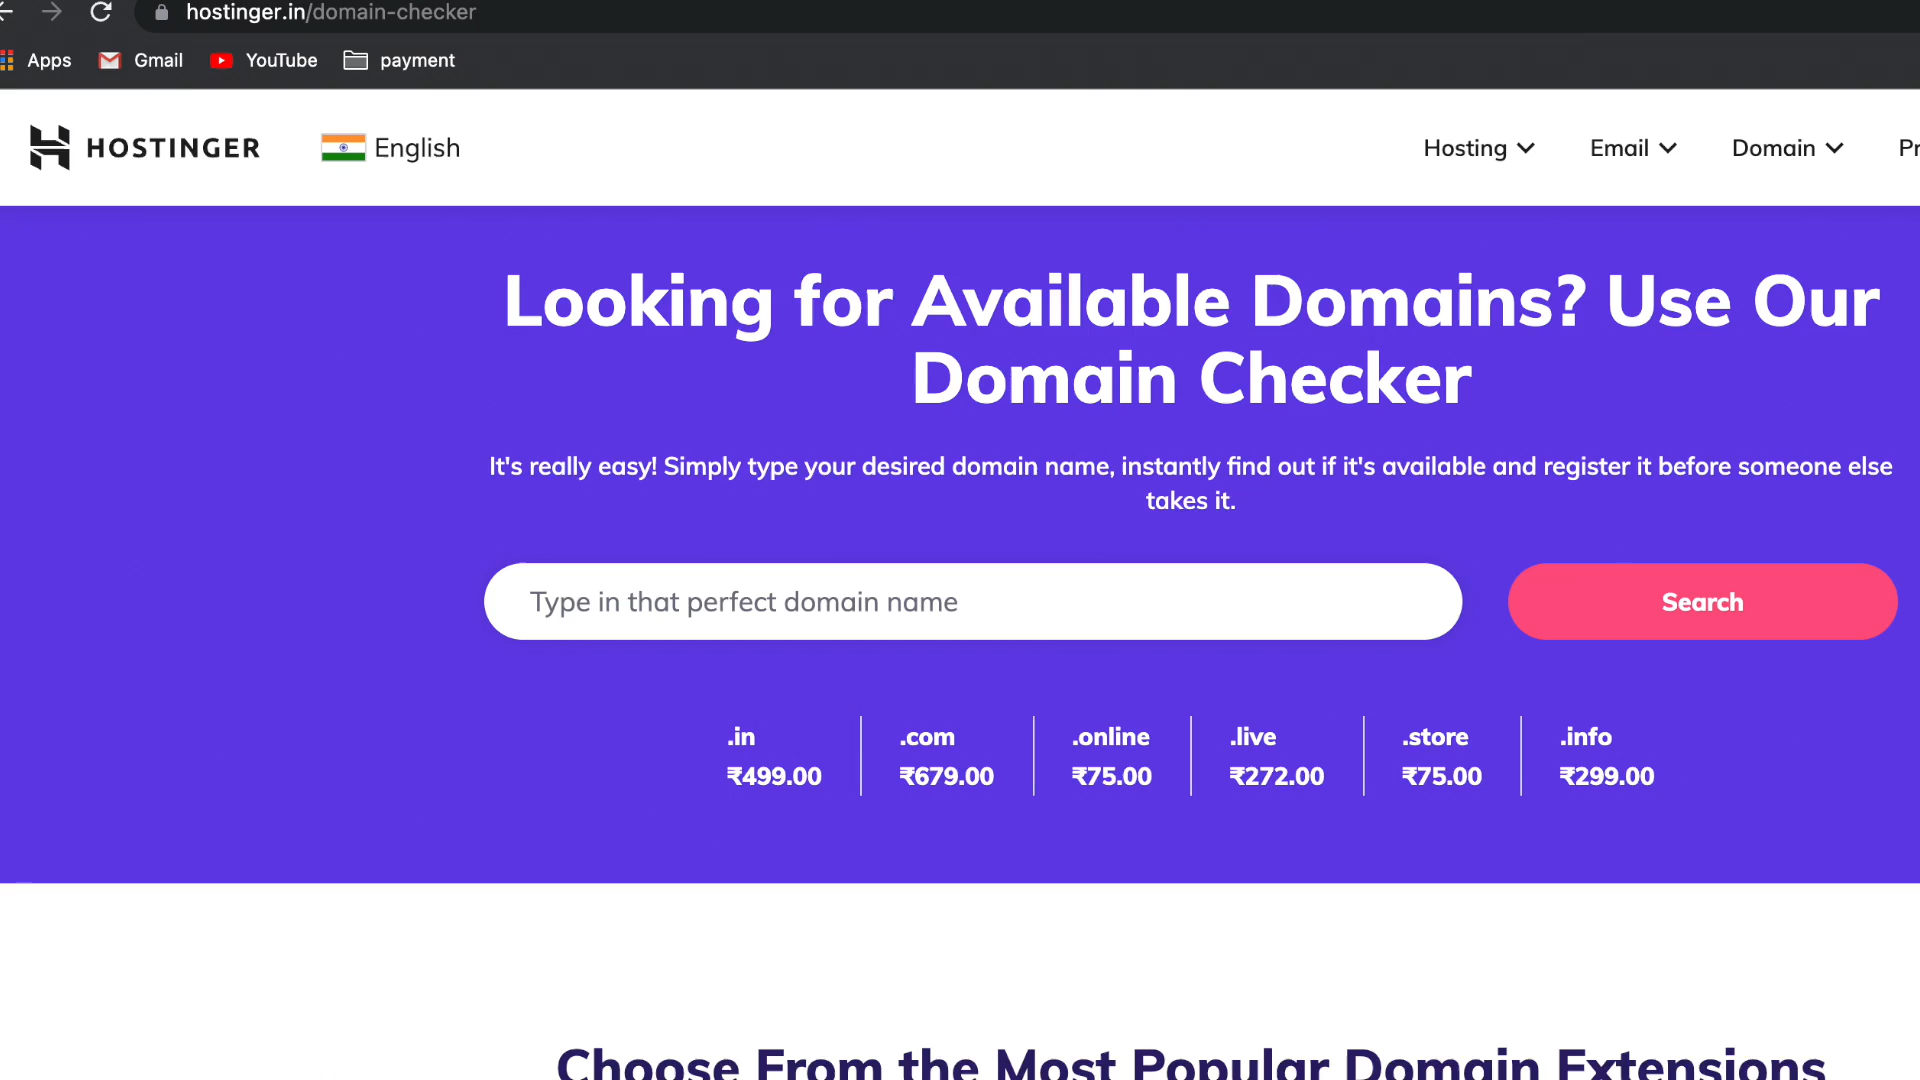 hostinger.in/domain-checker
Apps Gmail YouTube payment
HOSTINGER English Hosting Email Domain
Looking for Available Domains? Use Our
Domain Checker
It's really easy! Simply type your desired domain name, instantly find out if it's available and register it before someone else
takes it.
Type in that perfect domain name Search
.in .com .online .live .store .info
₹499.00 ₹679.00 ₹75.00 ₹272.00 ₹75.00 ₹299.00
Choose From the Most Popular Domain Extensions